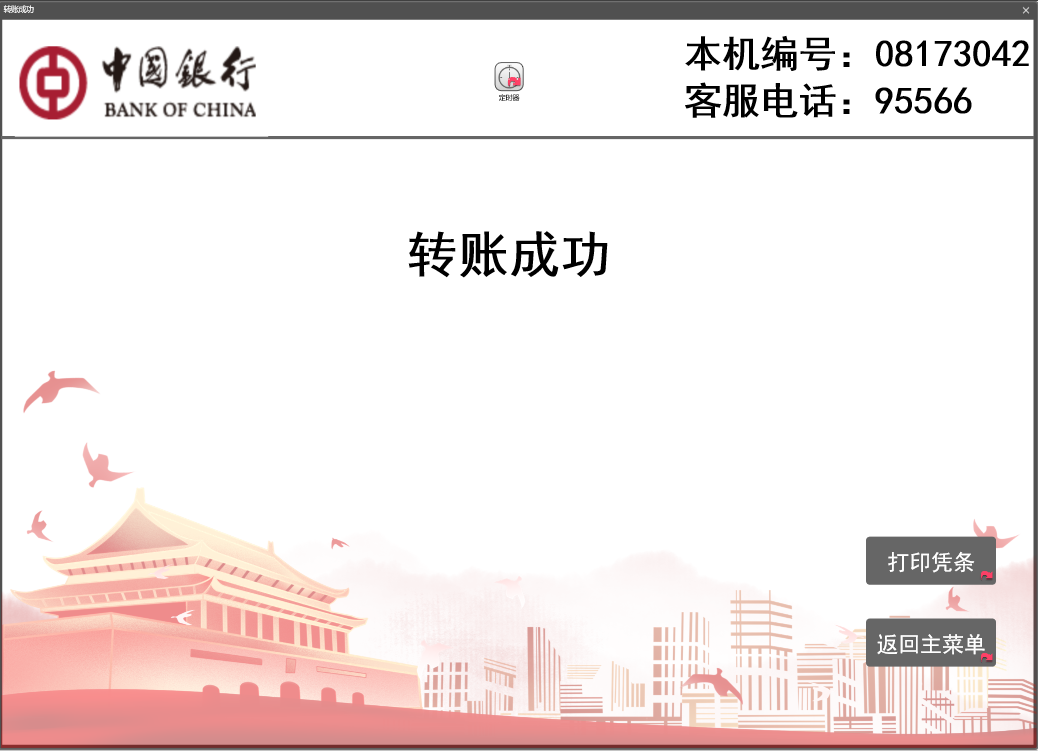 转账成功
中国銀行
BANK OF CHINA
定时器
本机编号：08173042
客服电话：95566
转账成功
打印凭条
返回主菜单